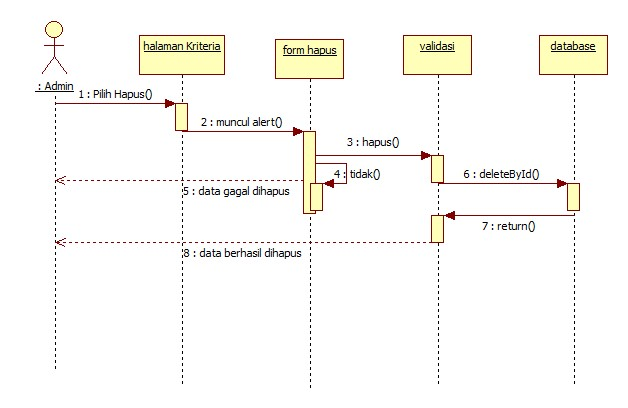 halaman Kriteria
form hapus
validasi
database
: Admin
1 : Pilih Hapus()
2 : muncul alert()
3 : hapus()
4 : tidak()
5 : data gagal dihapus
6 : deleteById()
7 : return()
8 : data berhasil dihapus